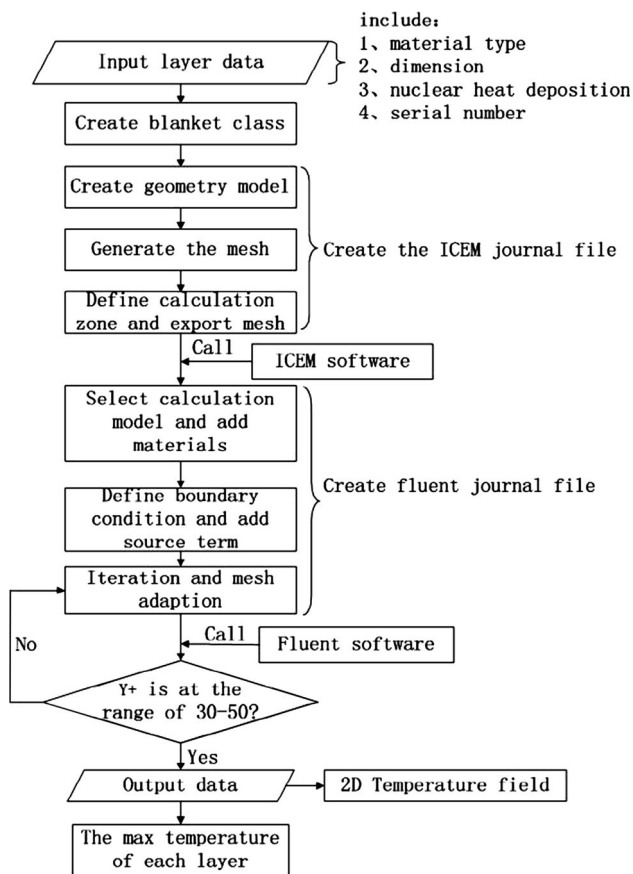 include:
1、material type
2、dimension
3、nuclear heat deposition
4、serial number
Input layer data
Create blanket class
Create geometry model
Generate the mesh
Create the ICEM journal file
Define calculation
zone and export mesh
Call
ICEM software
Select calculation
model and add
materials
Create fluent journal file
Define boundary
condition and add
source term
Iteration and mesh
adaption
No
Call
Fluent software
Y+ is at the
range of 30-50?
Yes
Output data
2D Temperature field
The max temperature
of each layer